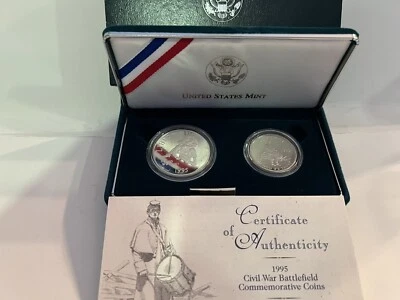 United States Mint
1995
Certificate
of Authenticity
1995
Civil War Battlefield
Commemorative Coins